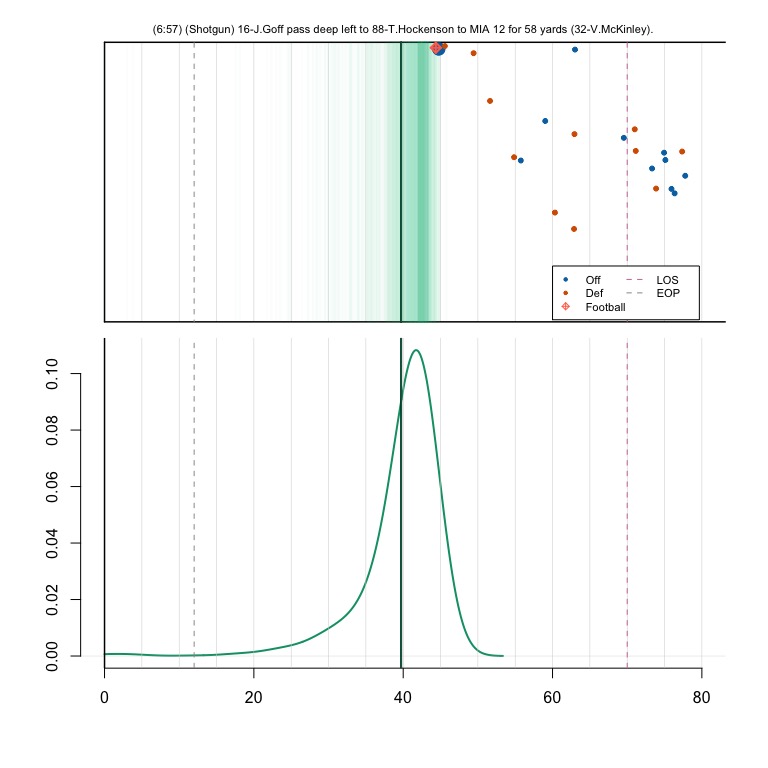 (6:57) (Shotgun) 16-J.Goff pass deep left to 88-T.Hockenson to MIA 12 for 58 yards (32-V.McKinley).
Off LOS
Def EOP
Football
0.10
0.08
0.06
0.04
0.02
0.00
0 20 40 60 80